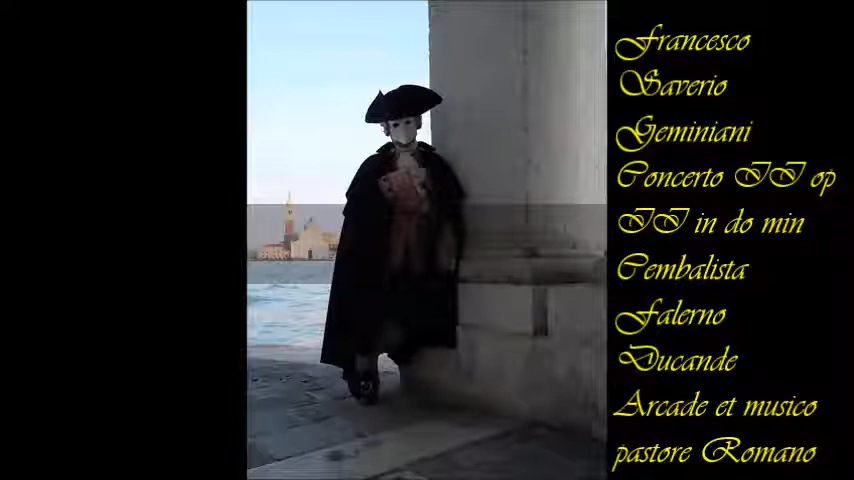 Francesco
Saverio
Geminiani
Concerto II op
II in do min
Cembalista
Falerno
Ducande
Arcade et musico
pastore Romano